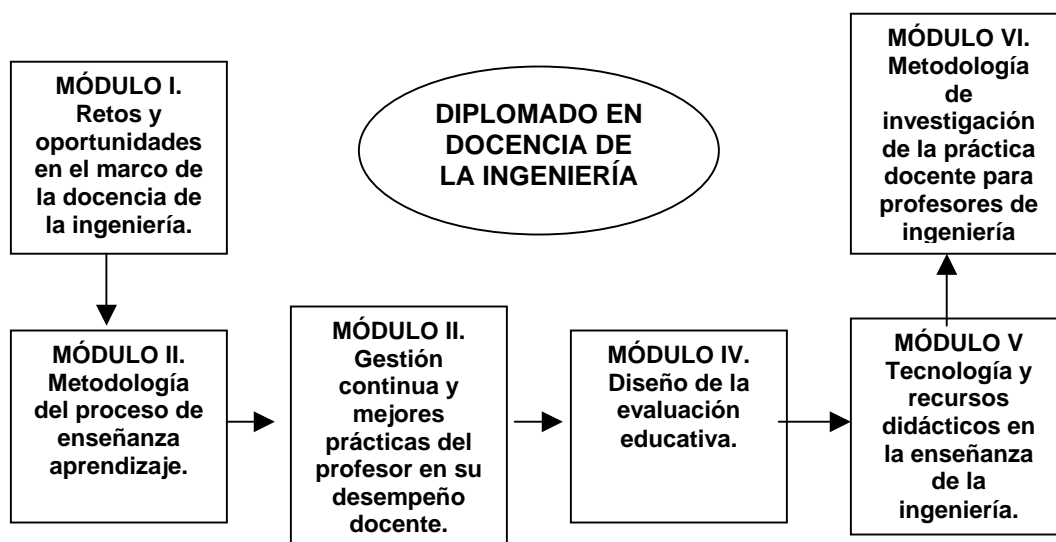 MÓDULO I.
Retos y
oportunidades
en el marco de
la docencia de
la ingeniería.
DIPLOMADO EN
DOCENCIA DE
LA INGENIERÍA
MÓDULO VI.
Metodología
de
investigación
de la práctica
docente para
profesores de
ingeniería
MÓDULO II.
Metodología
del proceso de
enseñanza
aprendizaje.
MÓDULO II.
Gestión
continua y
mejores
prácticas del
profesor en su
desempeño
docente.
MÓDULO IV.
Diseño de la
evaluación
educativa.
MÓDULO V
Tecnología y
recursos
didácticos en
la enseñanza
de la
ingeniería.